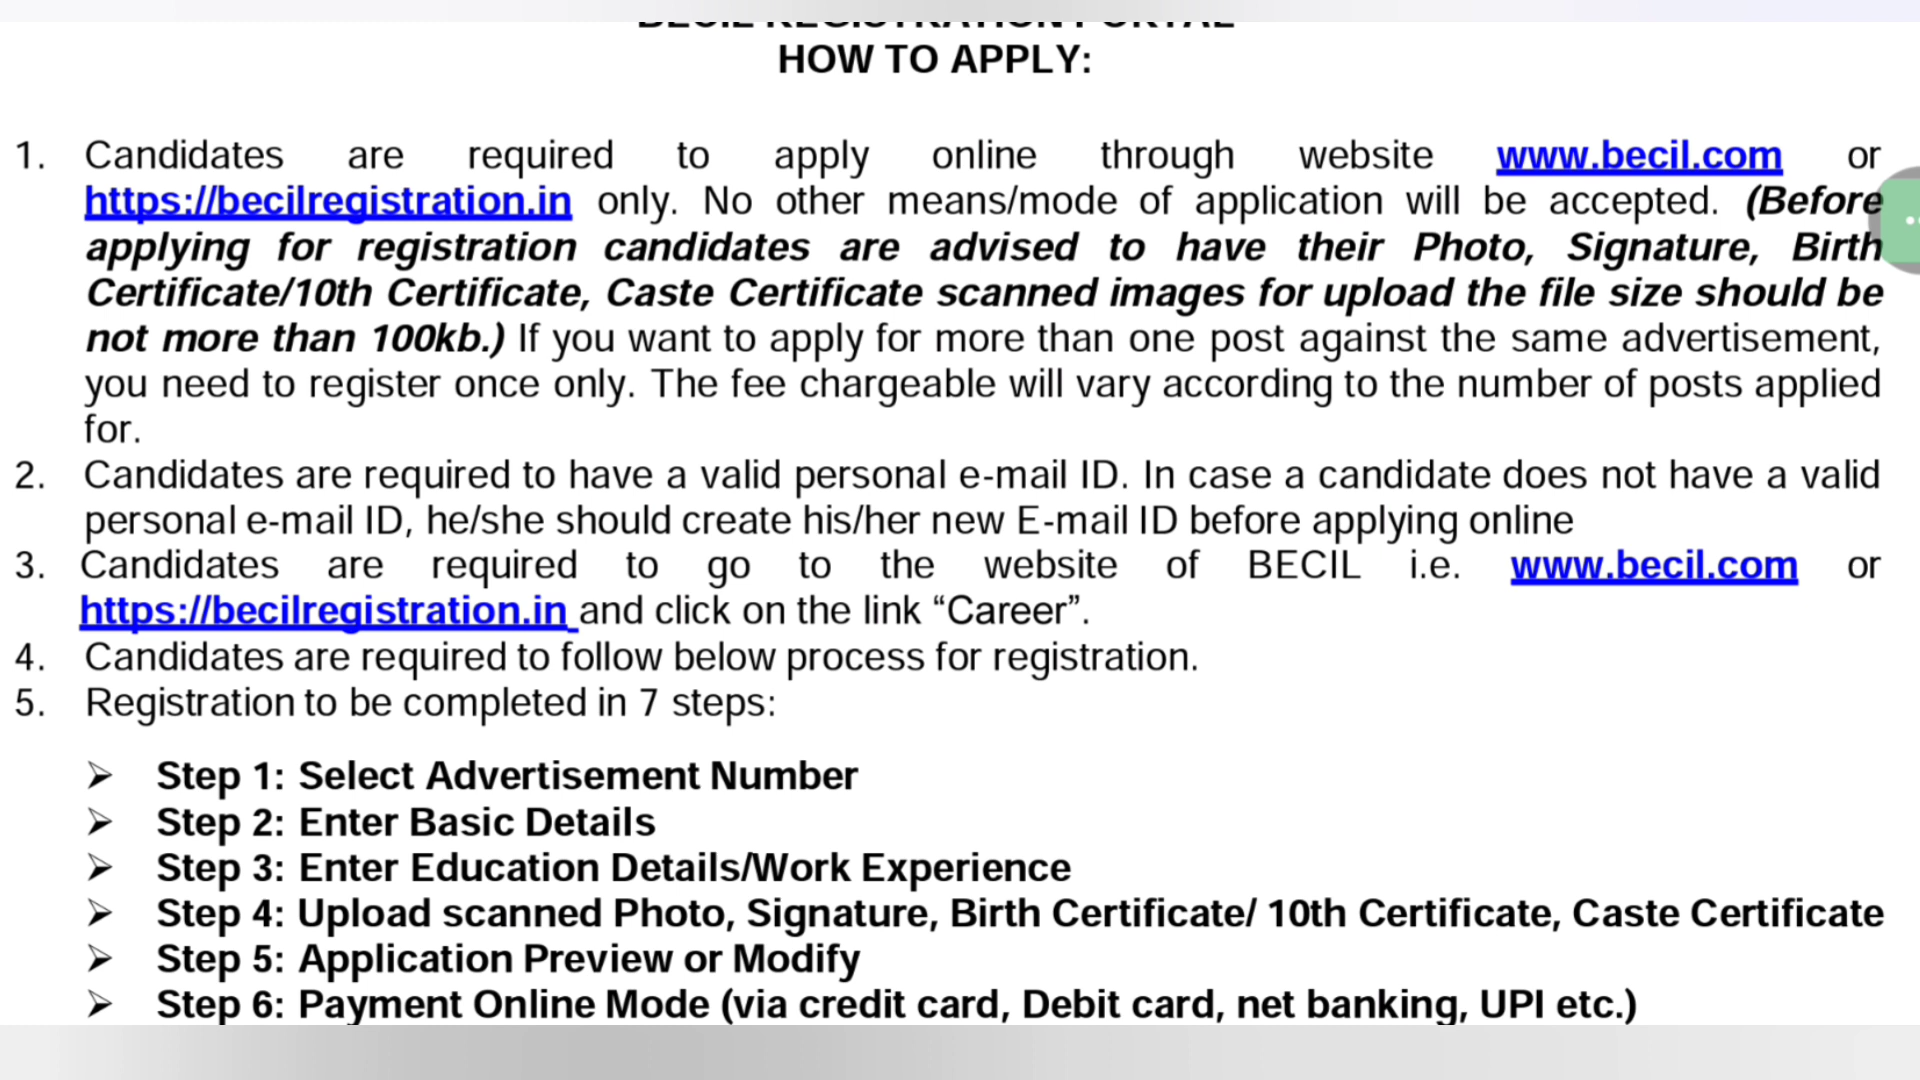 BECIL REGISTRATION PORTAL
HOW TO APPLY:
1. Candidates are required to apply online through website www.becil.com or
https://becilregistration.in only. No other means/mode of application will be accepted. (Before
applying for registration candidates are advised to have their Photo, Signature, Birth
Certificate/10th Certificate, Caste Certificate scanned images for upload the file size should be
not more than 100kb.) If you want to apply for more than one post against the same advertisement,
you need to register once only. The fee chargeable will vary according to the number of posts applied
for.
2. Candidates are required to have a valid personal e-mail ID. In case a candidate does not have a valid
personal e-mail ID, he/she should create his/her new E-mail ID before applying online
3. Candidates are required to go to the website of BECIL i.e. www.becil.com or
https://becilregistration.in and click on the link “Career”.
4. Candidates are required to follow below process for registration.
5. Registration to be completed in 7 steps:
➢ Step 1: Select Advertisement Number
➢ Step 2: Enter Basic Details
➢ Step 3: Enter Education Details/Work Experience
➢ Step 4: Upload scanned Photo, Signature, Birth Certificate/ 10th Certificate, Caste Certificate
➢ Step 5: Application Preview or Modify
➢ Step 6: Payment Online Mode (via credit card, Debit card, net banking, UPI etc.)